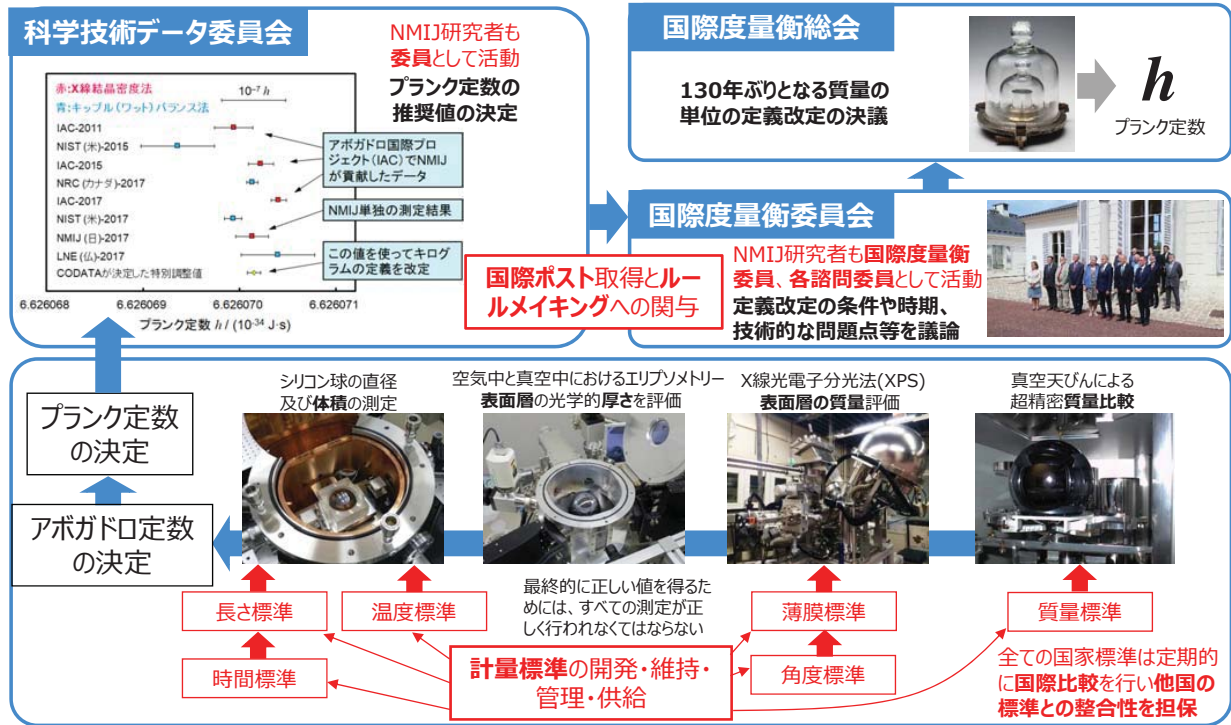 科学技術データ委員会
NMIJ研究者も
委員として活動
プランク定数の
推奨値の決定
赤:X線結晶密度法
青:キッブル(ワット)バランス法
10⁻⁷ h
IAC-2011
NIST (米)-2015
IAC-2015
NRC (カナダ)-2017
IAC-2017
NIST (米)-2017
NMIJ (日)-2017
LNE (仏)-2017
CODATAが決定した特別調整値
アボガドロ国際プロ
ジェクト(IAC)でNMIJ
が貢献したデータ
NMIJ単独の測定結果
この値を使ってキログ
ラムの定義を改定
6.626068 6.626069 6.626070 6.626071
プランク定数 h / (10⁻³⁴ J·s)
国際度量衡総会
130年ぶりとなる質量の
単位の定義改定の決議
h
プランク定数
国際度量衡委員会
NMIJ研究者も国際度量衡
委員、各諮問委員として活動
定義改定の条件や時期、
技術的な問題点等を議論
国際ポスト取得とルー
ルメイキングへの関与
プランク定数
の決定
アボガドロ定数
の決定
シリコン球の直径
及び体積の測定
空気中と真空中におけるエリプソメトリー
表面層の光学的厚さを評価
X線光電子分光法(XPS)
表面層の質量評価
真空天びんによる
超精密質量比較
長さ標準
温度標準
最終的に正しい値を得るた
めには、すべての測定が正
しく行われなくてはならない
薄膜標準
質量標準
時間標準
計量標準の開発・維持・
管理・供給
角度標準
全ての国家標準は定期的
に国際比較を行い他国の
標準との整合性を担保